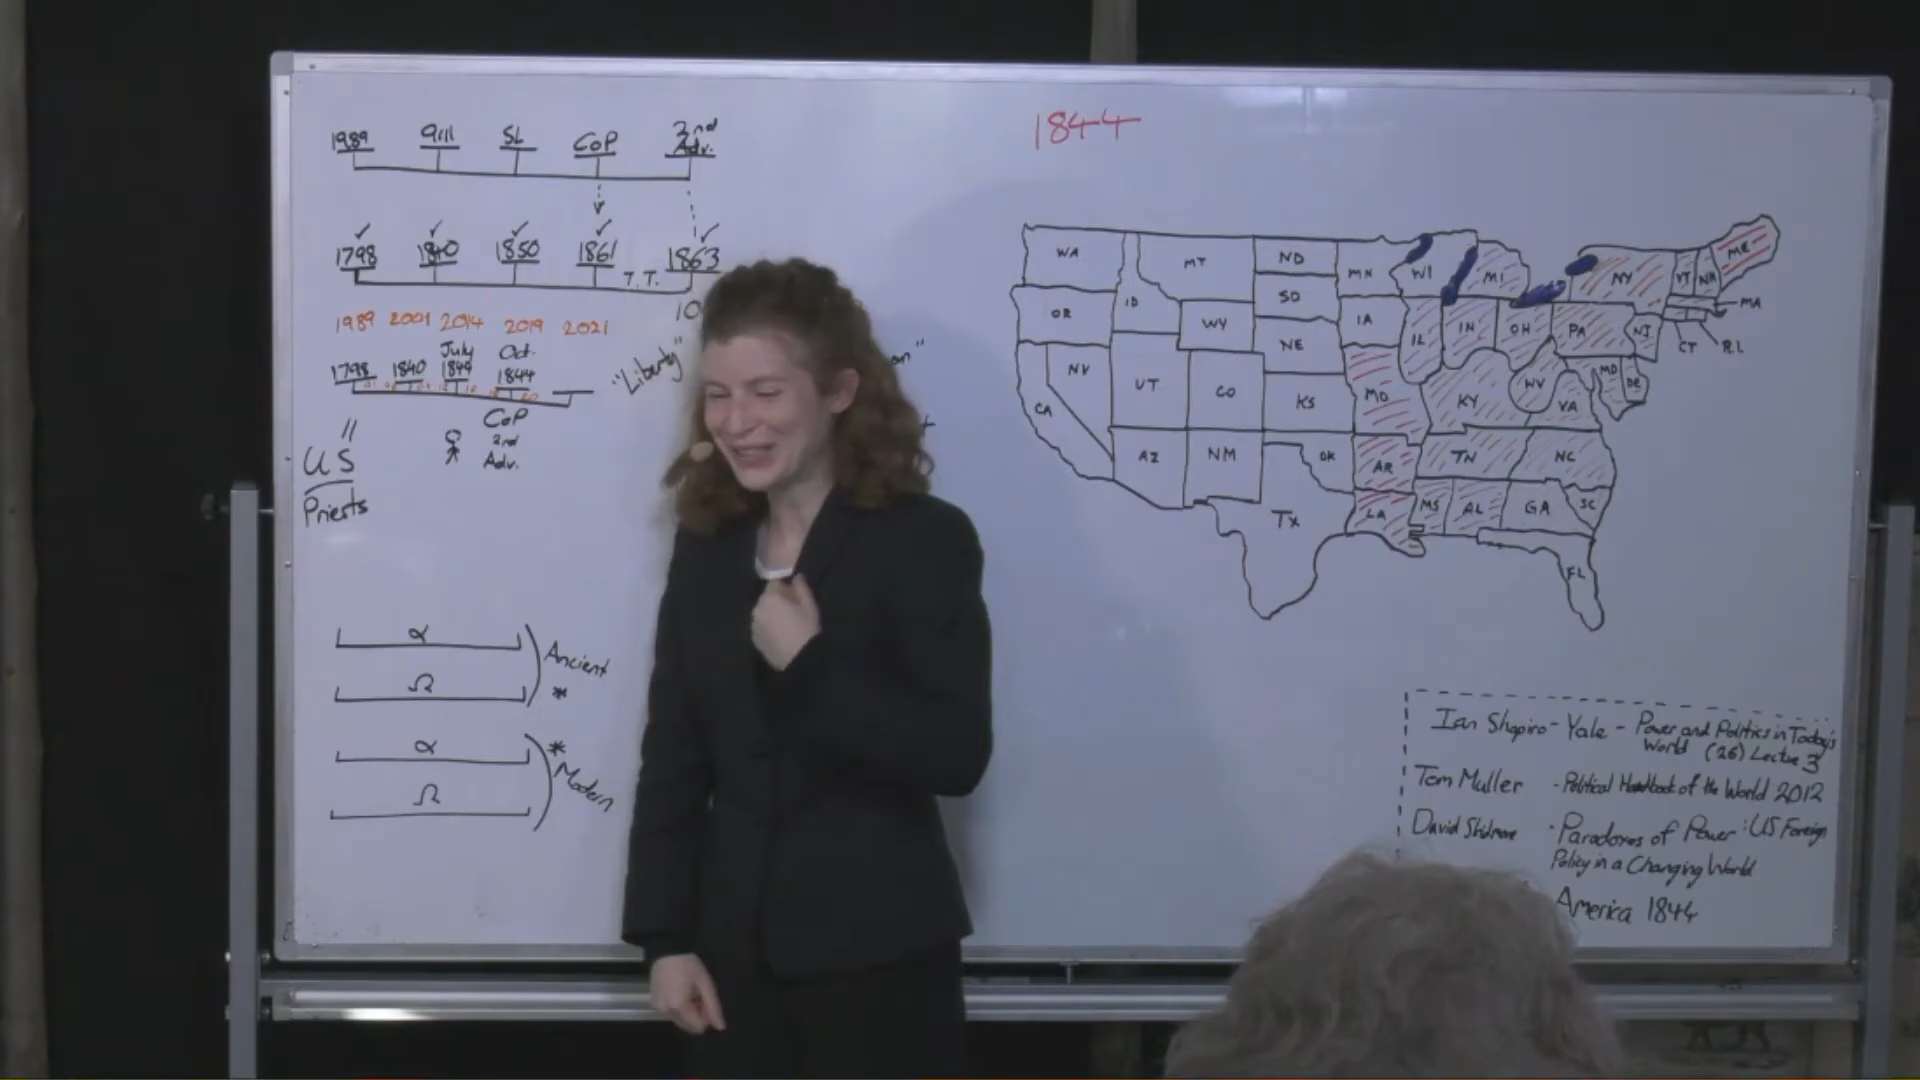 1989 9/11 SL CoP 2nd Adv.
1798 1840 1850 1861 T.T. 1863
1989 2001 2014 2019 2021
1798 1840 July 1844 Oct. 1844
CoP
2nd
Adv.
"Liberty"
US
Priests
α
Ω
Ancient
*
α
Ω
*
Modern
1844
WA MT ND MN WI MI NY VT NH ME
OR ID WY SD IA IL IN OH PA NJ MA
CT R.I.
NV UT CO NE KS MO KY WV VA MD DE
CA AZ NM OK AR TN NC
TX LA MS AL GA SC
FL
Ian Shapiro - Yale - Power and Politics in Today's
World (26) Lecture 3
Tom Muller - Political Handbook of the World 2012
David · Paradoxes of Power: US Foreign
Policy in a Changing World
America 1844